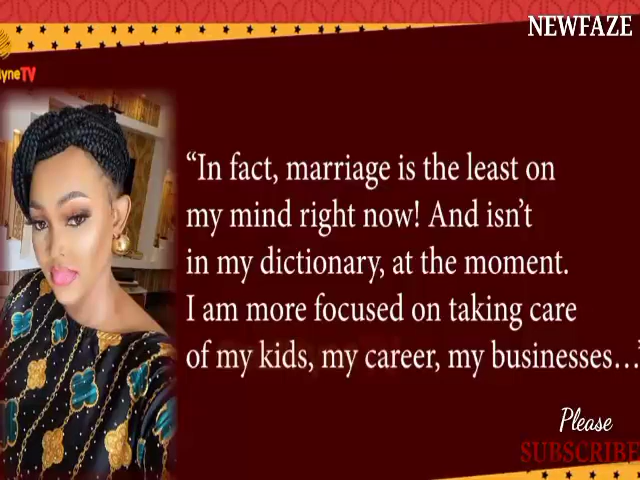 NEWFAZE
yneTV
“In fact, marriage is the least on
my mind right now! And isn’t
in my dictionary, at the moment.
I am more focused on taking care
of my kids, my career, my businesses…”
Please
SUBSCRIBE